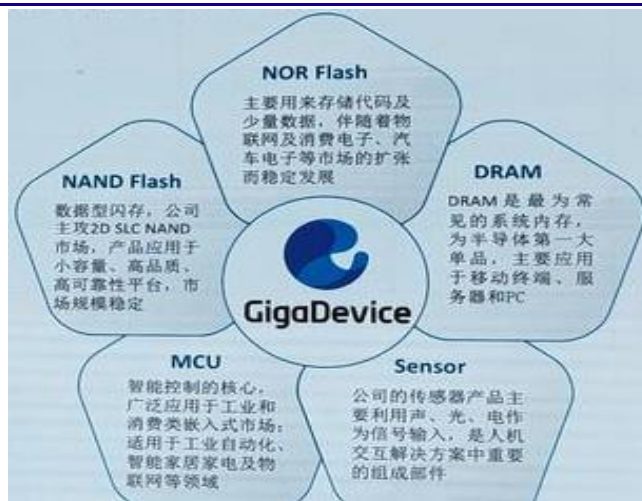 NOR Flash
主要用来存储代码及
少量数据，伴随着物
联网及消费电子、汽
车电子等市场的扩张
而稳定发展
NAND Flash
数据型闪存，公司
主攻2D SLC NAND
市场，产品应用于
小容量、高品质、
高可靠性平台，市
场规模稳定
DRAM
DRAM 是最为常
见的系统内存，
为半导体第一大
单品，主要应用
于移动终端、服
务器和PC
GigaDevice
MCU
智能控制的核心，
广泛应用于工业和
消费类嵌入式市场；
适用于工业自动化、
智能家居家电及物
联网等领域
Sensor
公司的传感器产品主
要利用声、光、电作
为信号输入，是人机
交互解决方案中重要
的组成部件